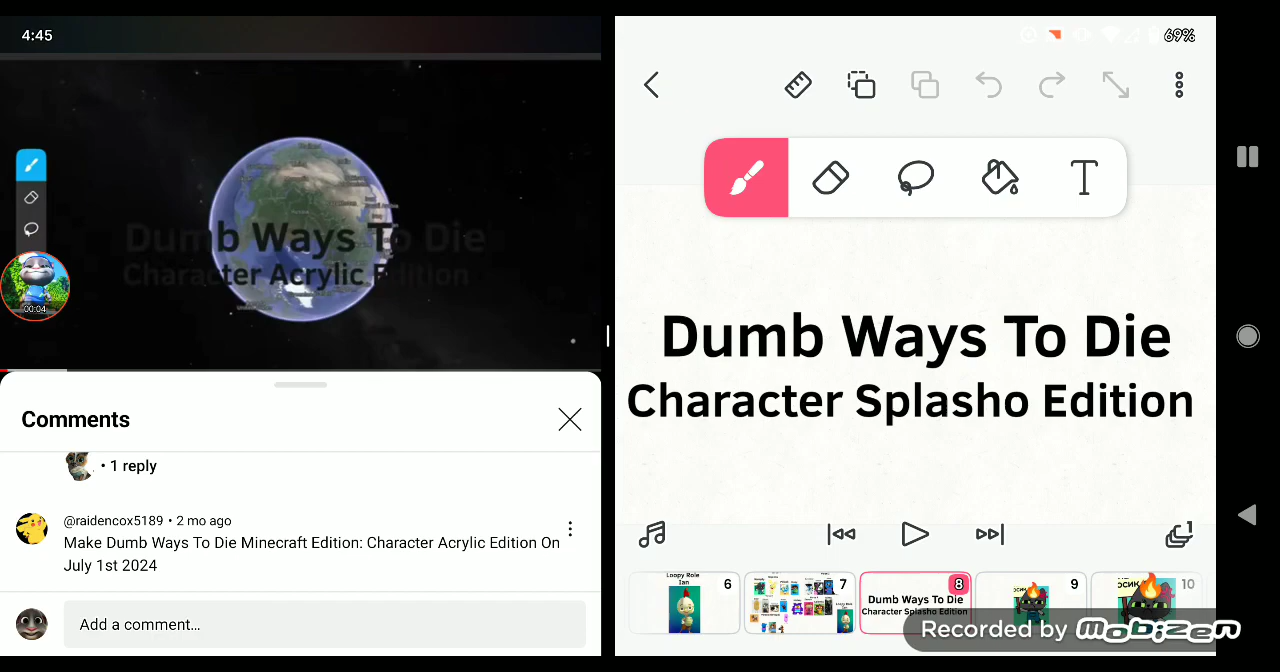 4:45
69%
Dumb Ways To Die
Character Acrylic Edition
00:04
Comments
• 1 reply
@raidencox5189 • 2 mo ago
Make Dumb Ways To Die Minecraft Edition: Character Acrylic Edition On
July 1st 2024
Add a comment...
T
Dumb Ways To Die
Character Splasho Edition
1
Loopy Role
Ian
6
7
8
Dumb Ways To Die
Character Splasho Edition
9
10
Recorded by Mobizen